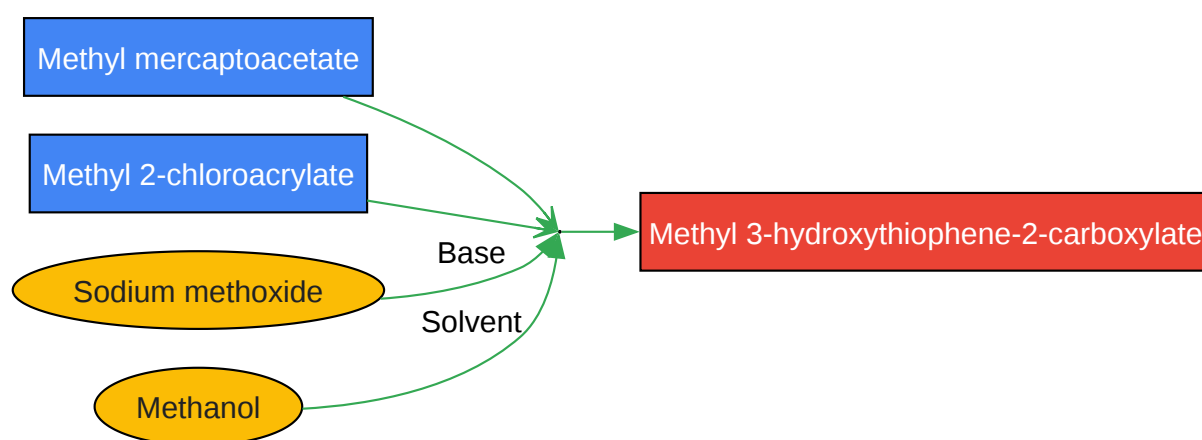 Methyl mercaptoacetate
Methyl 2-chloroacrylate
Base
Sodium methoxide
Solvent
Methanol
Methyl 3-hydroxythiophene-2-carboxylate